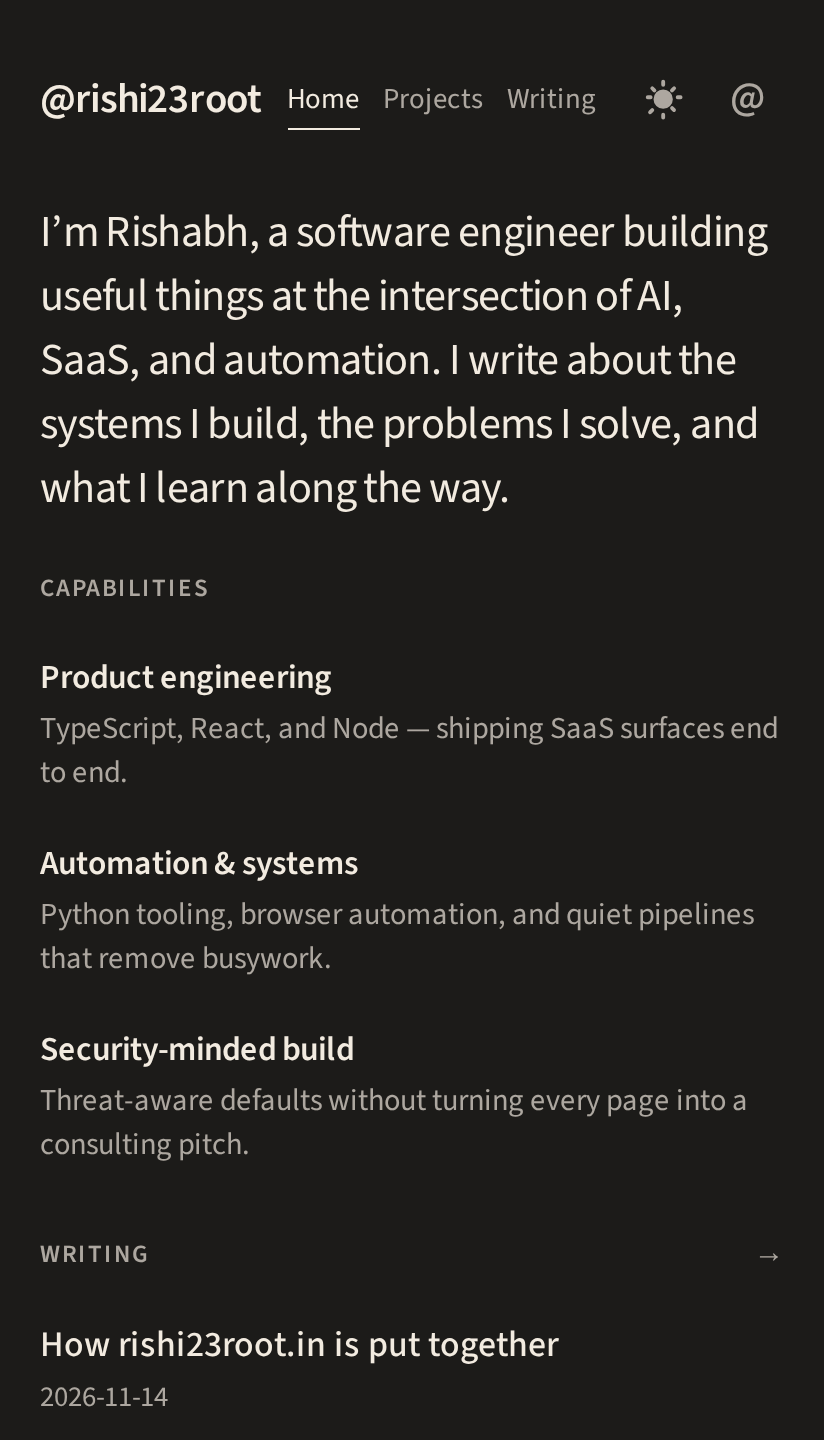 @rishi23root Home Projects Writing @
I’m Rishabh, a software engineer building
useful things at the intersection of AI,
SaaS, and automation. I write about the
systems I build, the problems I solve, and
what I learn along the way.
CAPABILITIES
Product engineering
TypeScript, React, and Node — shipping SaaS surfaces end
to end.
Automation & systems
Python tooling, browser automation, and quiet pipelines
that remove busywork.
Security-minded build
Threat-aware defaults without turning every page into a
consulting pitch.
WRITING →
How rishi23root.in is put together
2026-11-14